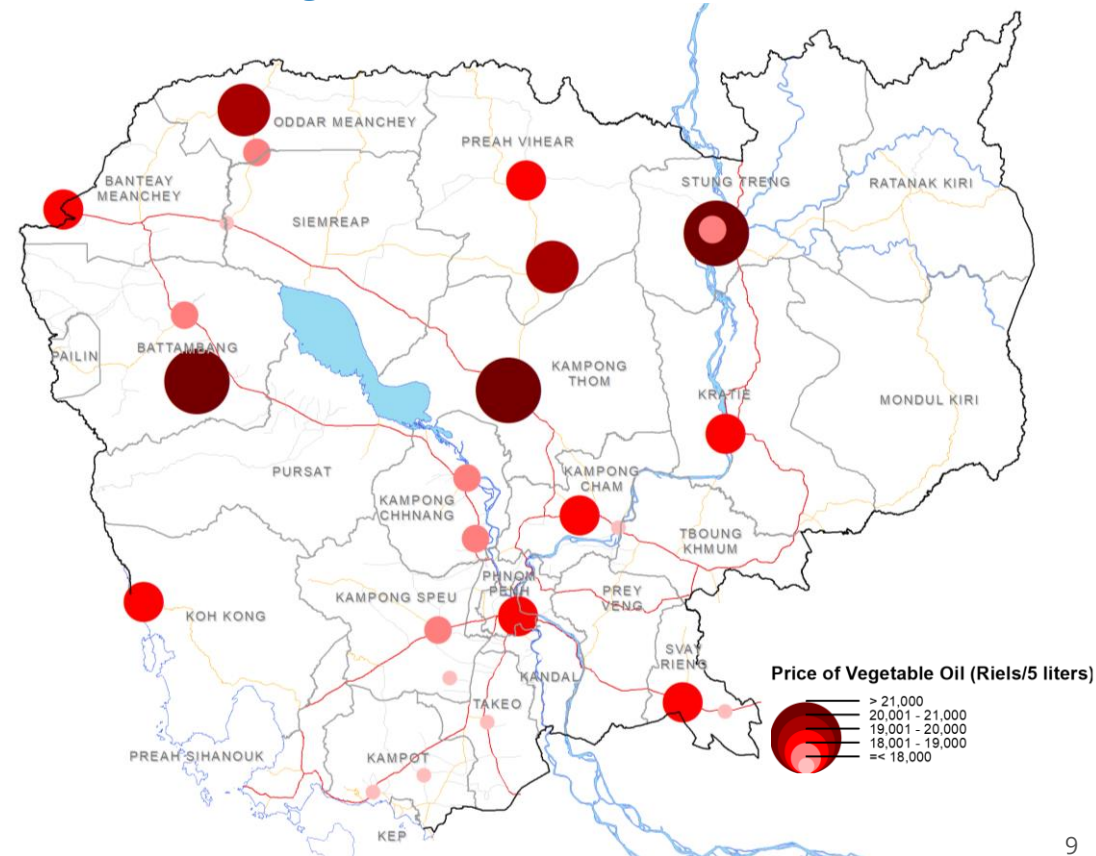 ODDAR MEANCHEY
PREAH VIHEAR
BANTEAY
MEANCHEY
STUNG TRENG
RATANAK KIRI
SIEMREAP
PAILIN
BATTAMBANG
KAMPONG
THOM
KRATIE
MONDUL KIRI
PURSAT
KAMPONG
CHAM
KAMPONG
CHHNANG
TBOUNG
KHMUM
PHNOM
PENH
KAMPONG SPEU
PREY
VENG
KOH KONG
SVAY
RIENG
KANDAL
TAKEO
PREAH SIHANOUK
KAMPOT
KEP
Price of Vegetable Oil (Riels/5 liters)
> 21,000
20,001 - 21,000
19,001 - 20,000
18,001 - 19,000
=< 18,000
9